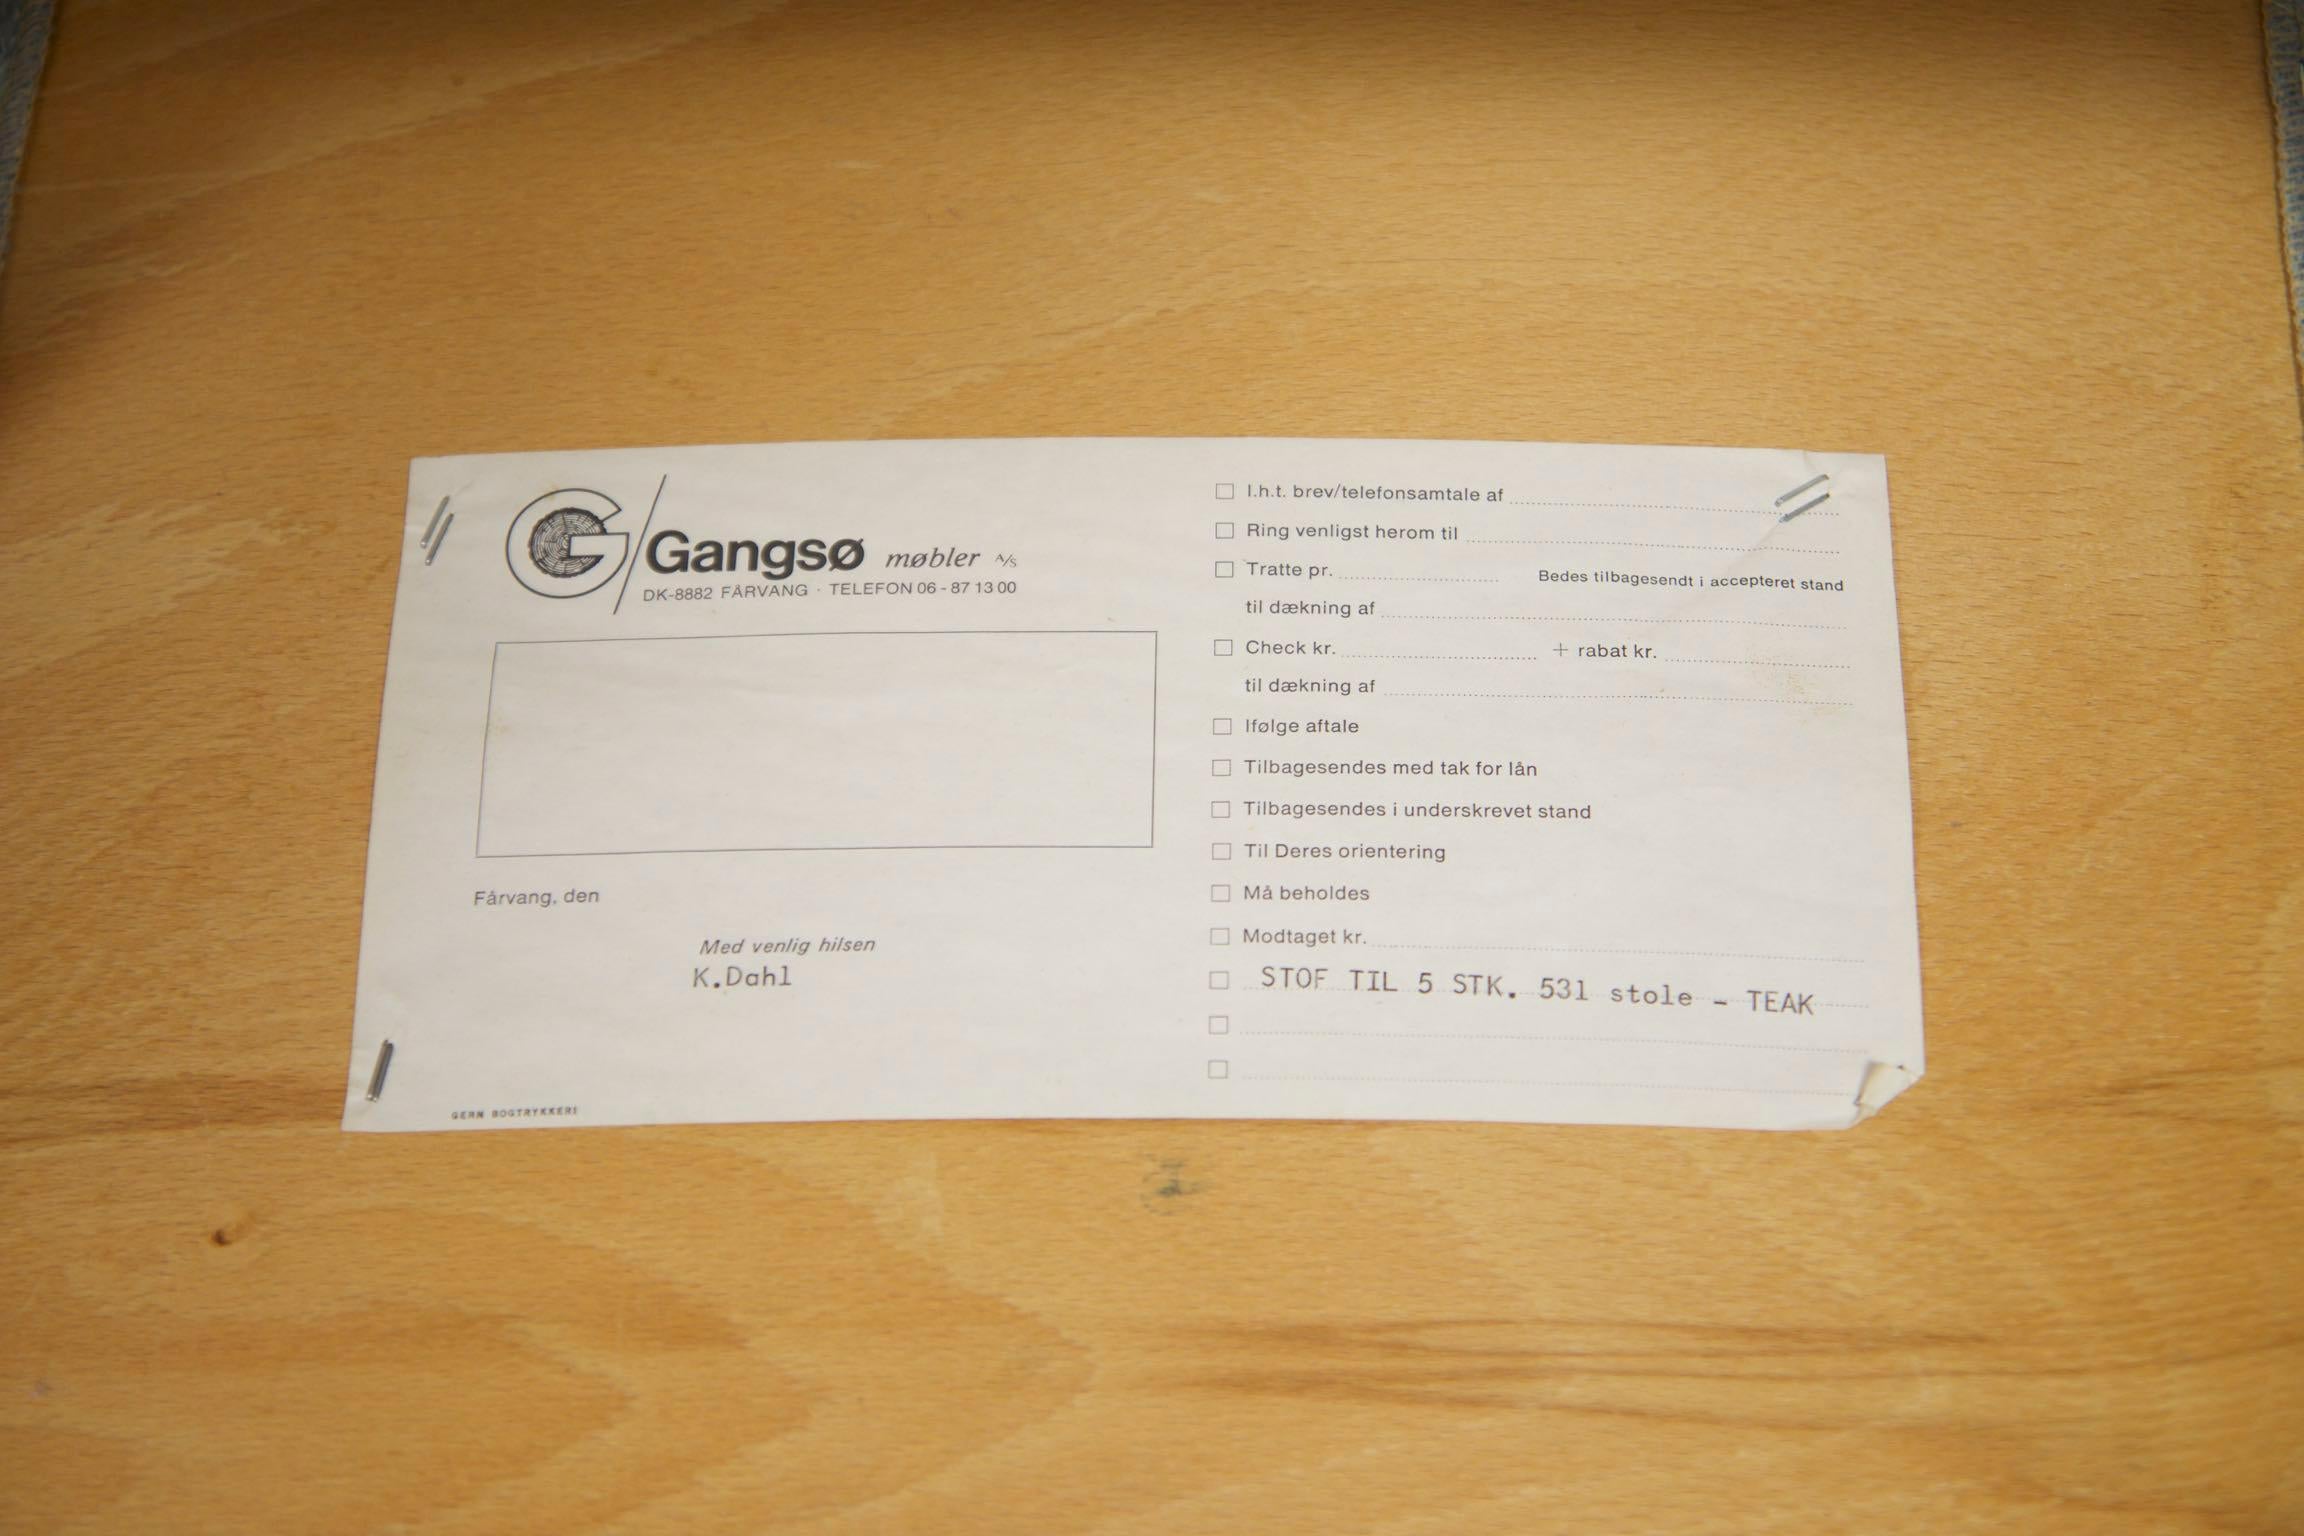 Gangsø møbler A/S
DK-8882 FÅRVANG · TELEFON 06 - 87 13 00
Fårvang, den
Med venlig hilsen
K.Dahl
GERN BOGTRYKKERI
I.h.t. brev/telefonsamtale af
Ring venligst herom til
Tratte pr. Bedes tilbagesendt i accepteret stand
til dækning af
Check kr. + rabat kr.
til dækning af
Ifølge aftale
Tilbagesendes med tak for lån
Tilbagesendes i underskrevet stand
Til Deres orientering
Må beholdes
Modtaget kr.
STOF TIL 5 STK. 531 stole - TEAK